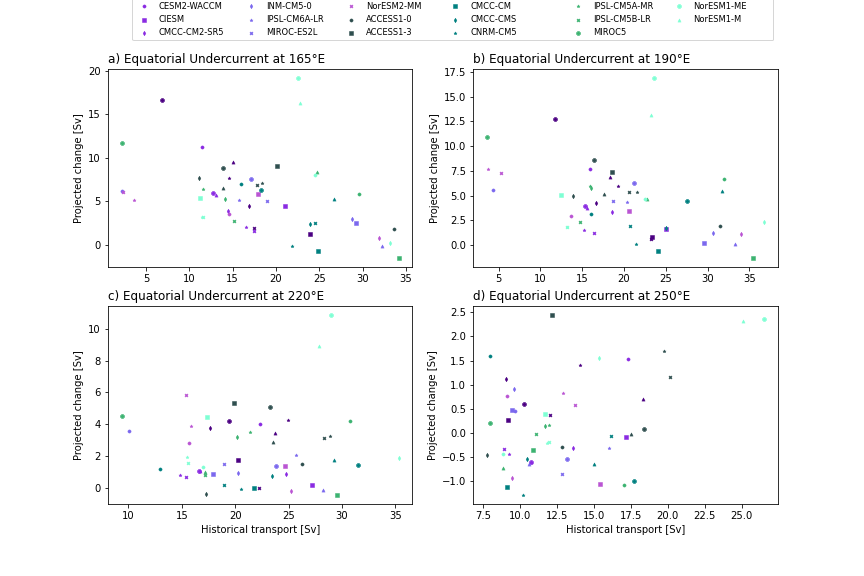 CESM2-WACCM INM-CM5-0 NorESM2-MM CMCC-CM IPSL-CM5A-MR NorESM1-ME
CIESM IPSL-CM6A-LR ACCESS1-0 CMCC-CMS IPSL-CM5B-LR NorESM1-M
CMCC-CM2-SR5 MIROC-ES2L ACCESS1-3 CNRM-CM5 MIROC5
a) Equatorial Undercurrent at 165°E
20
15
10
5
0
Projected change [Sv]
5 10 15 20 25 30 35
b) Equatorial Undercurrent at 190°E
17.5
15.0
12.5
10.0
7.5
5.0
2.5
0.0
Projected change [Sv]
5 10 15 20 25 30 35
c) Equatorial Undercurrent at 220°E
10
8
6
4
2
0
Projected change [Sv]
10 15 20 25 30 35
Historical transport [Sv]
d) Equatorial Undercurrent at 250°E
2.5
2.0
1.5
1.0
0.5
0.0
−0.5
−1.0
Projected change [Sv]
7.5 10.0 12.5 15.0 17.5 20.0 22.5 25.0
Historical transport [Sv]